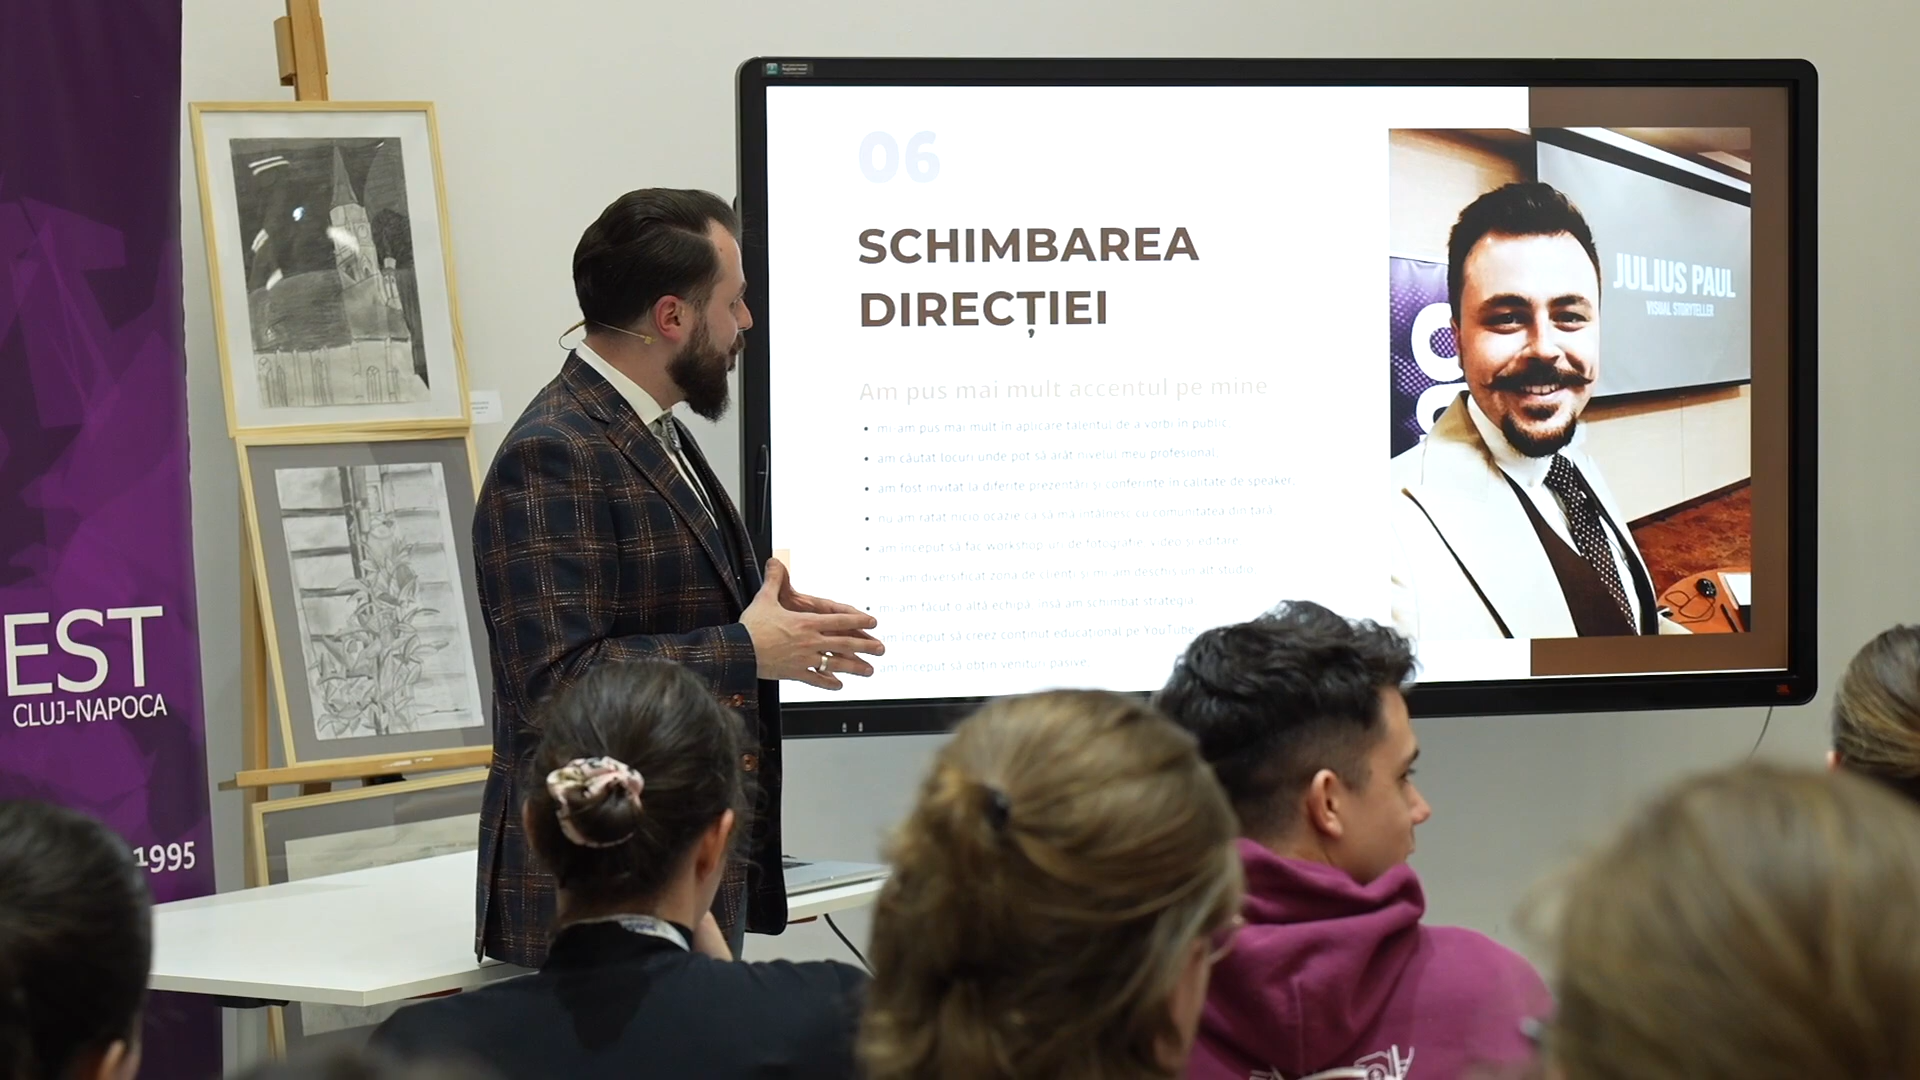 06
SCHIMBAREA
DIRECȚIEI
Am pus mai mult accentul pe mine
mi-am pus mai mult în aplicare talentul de a vorbi în public
am căutat locuri unde pot să arăt nivelul meu profesional,
am fost invitat la diferite prezentări și conferințe în calitate de speaker,
nu am ratat nicio ocazie ca să mă întâlnesc cu comunitatea din țară
am început să fac workshop-uri de fotografie, video și editare
mi-am diversificat zona de clienți și mi-am deschis un alt studio
mi-am făcut o altă echipă, însă am schimbat strategia
am început să creez conținut educațional pe YouTube
am început să obțin venituri pasive
JULIUS PAUL
VISUAL STORYTELLER
EST
CLUJ-NAPOCA
1995
JBL